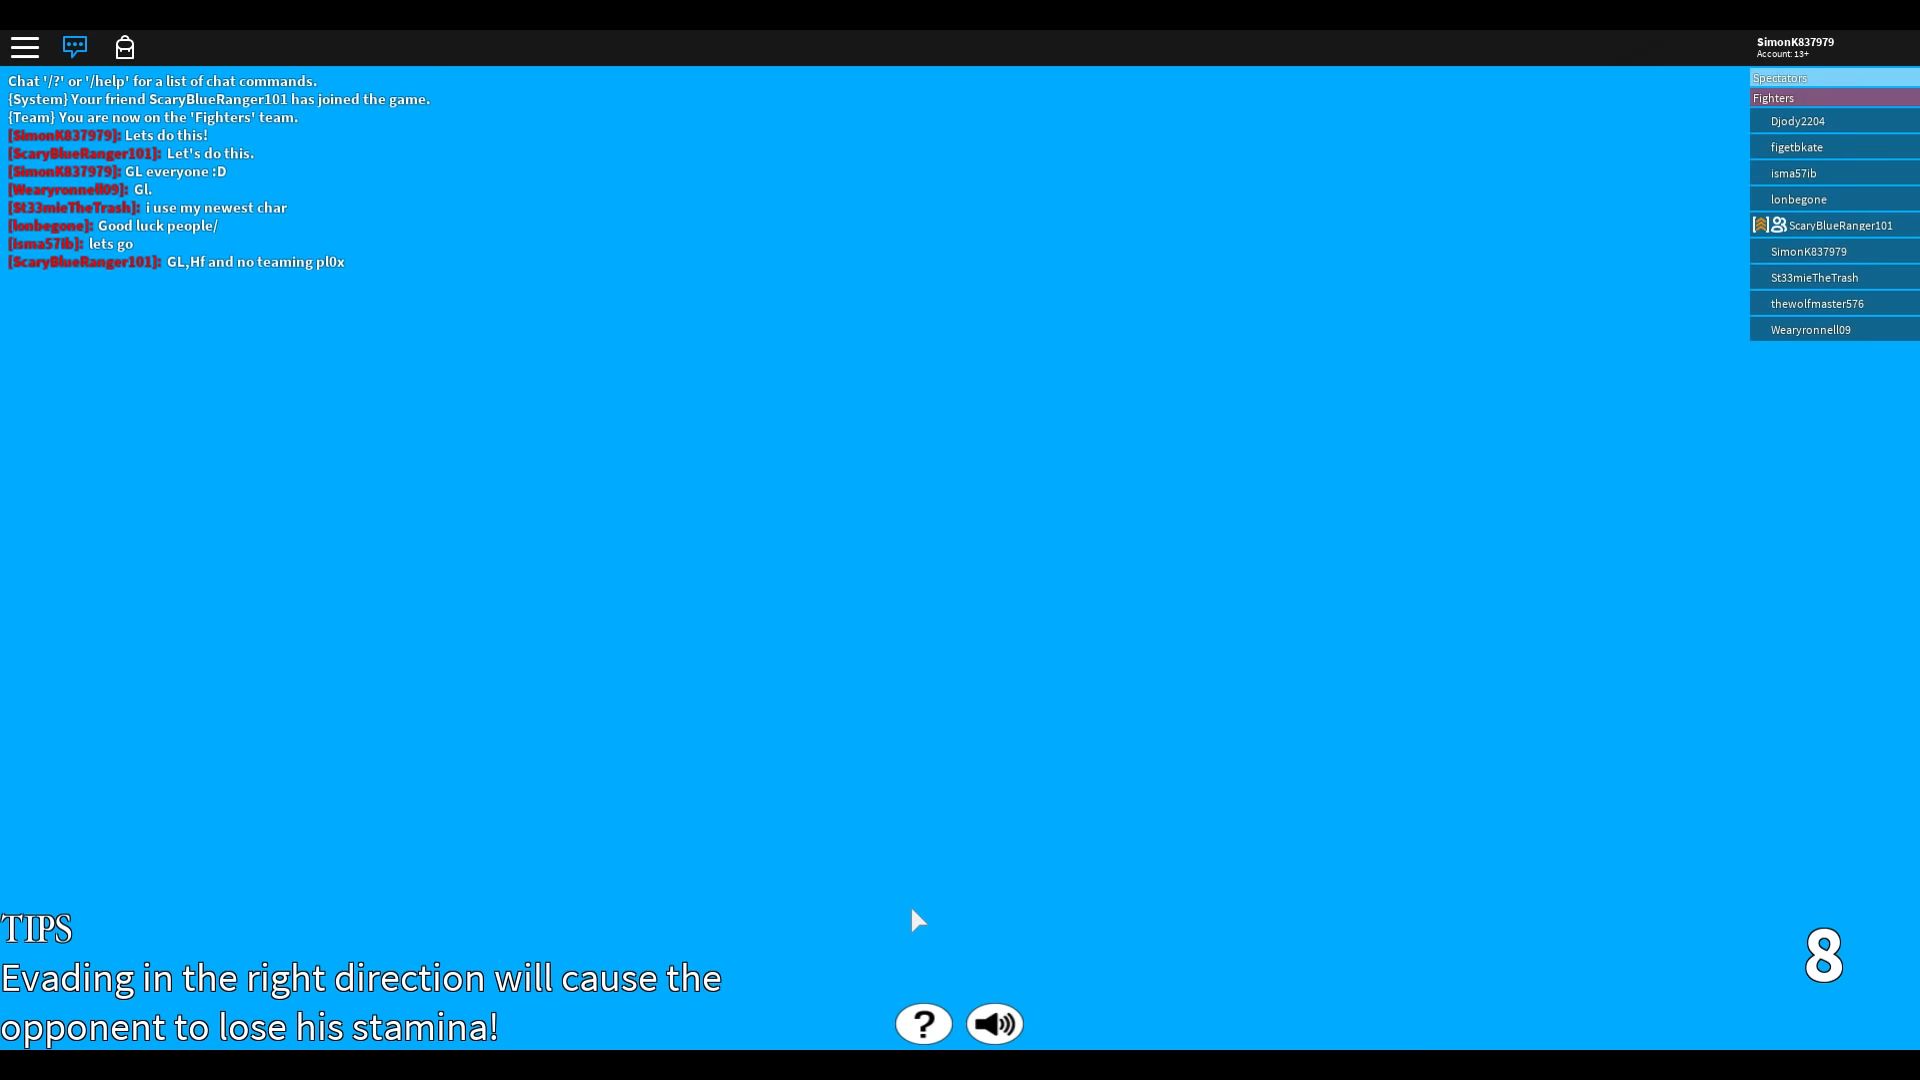 SimonK837979
Account: 13+
Chat '/?' or '/help' for a list of chat commands.
{System} Your friend ScaryBlueRanger101 has joined the game.
{Team} You are now on the 'Fighters' team.
[SimonK837979]: Lets do this!
[ScaryBlueRanger101]: Let's do this.
[SimonK837979]: GL everyone :D
[Wearyronnell09]: Gl.
[St33mieTheTrash]: i use my newest char
[lonbegone]: Good luck people/
[isma57ib]: lets go
[ScaryBlueRanger101]: GL,Hf and no teaming pl0x
Spectators
Fighters
Djody2204
figetbkate
isma57ib
lonbegone
ScaryBlueRanger101
SimonK837979
St33mieTheTrash
thewolfmaster576
Wearyronnell09
TIPS
Evading in the right direction will cause the
opponent to lose his stamina!
?
8